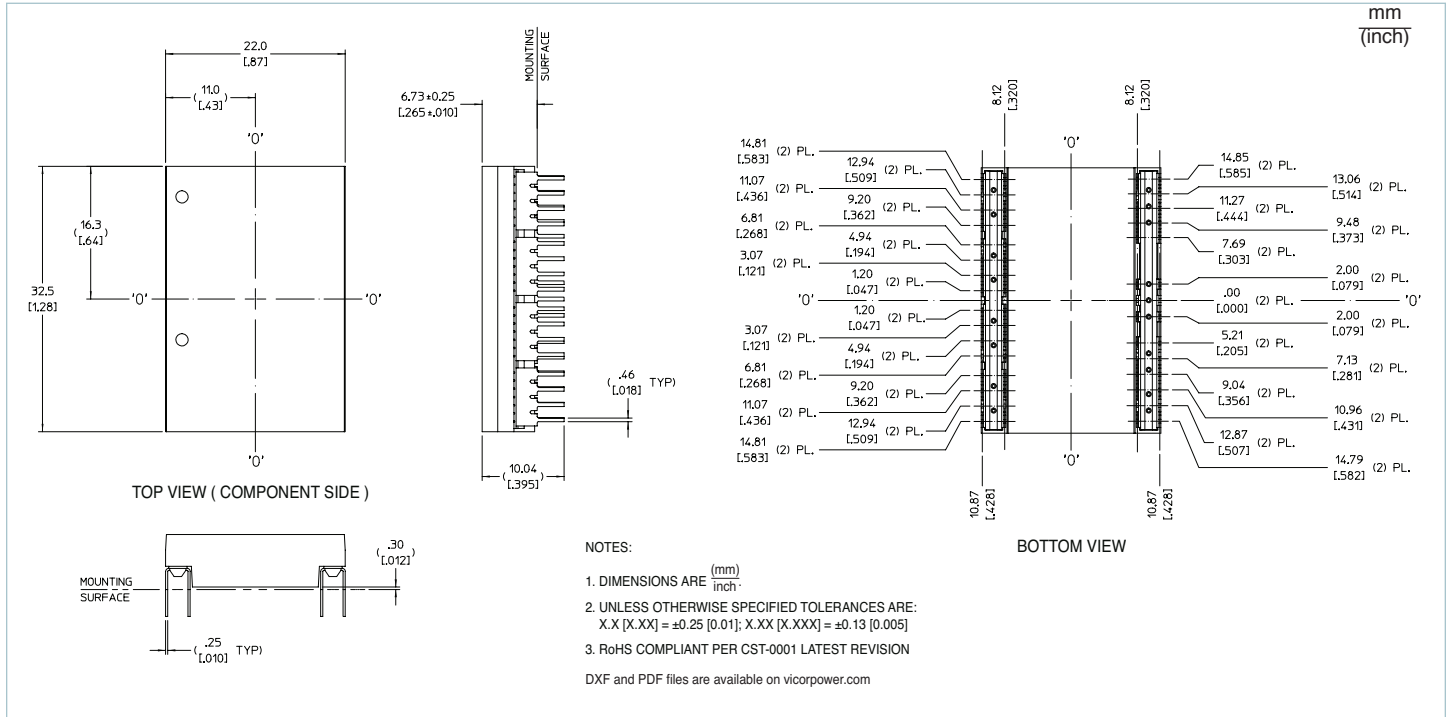 mm
(inch)
22.0
[.87]
11.0
[.43]
'0'
16.3
[.64]
32.5
[1.28]
'0'
'0'
'0'
TOP VIEW ( COMPONENT SIDE )
6.73 ±0.25
[.265 ±.010]
MOUNTING
SURFACE
.46
[.018]
TYP)
10.04
[.395]
MOUNTING
SURFACE
.30
[.012]
.25
[.010]
TYP)
8.12
[.320]
8.12
[.320]
'0'
14.81
[.583] (2) PL.
12.94
[.509] (2) PL.
11.07
[.436] (2) PL.
9.20
[.362] (2) PL.
6.81
[.268] (2) PL.
4.94
[.194] (2) PL.
3.07
[.121] (2) PL.
1.20
[.047] (2) PL.
'0'
1.20
[.047] (2) PL.
3.07
[.121] (2) PL.
4.94
[.194] (2) PL.
6.81
[.268] (2) PL.
9.20
[.362] (2) PL.
11.07
[.436] (2) PL.
12.94
[.509] (2) PL.
14.81
[.583] (2) PL.
14.85
[.585] (2) PL.
13.06
[.514] (2) PL.
11.27
[.444] (2) PL.
9.48
[.373] (2) PL.
7.69
[.303] (2) PL.
2.00
[.079] (2) PL.
.00
[.000] (2) PL.
'0'
2.00
[.079] (2) PL.
5.21
[.205] (2) PL.
7.13
[.281] (2) PL.
9.04
[.356] (2) PL.
10.96
[.431] (2) PL.
12.87
[.507] (2) PL.
14.79
[.582] (2) PL.
'0'
10.87
[.428]
10.87
[.428]
BOTTOM VIEW
NOTES:
1. DIMENSIONS ARE (mm)
inch.
2. UNLESS OTHERWISE SPECIFIED TOLERANCES ARE:
X.X [X.XX] = ±0.25 [0.01]; X.XX [X.XXX] = ±0.13 [0.005]
3. RoHS COMPLIANT PER CST-0001 LATEST REVISION
DXF and PDF files are available on vicorpower.com